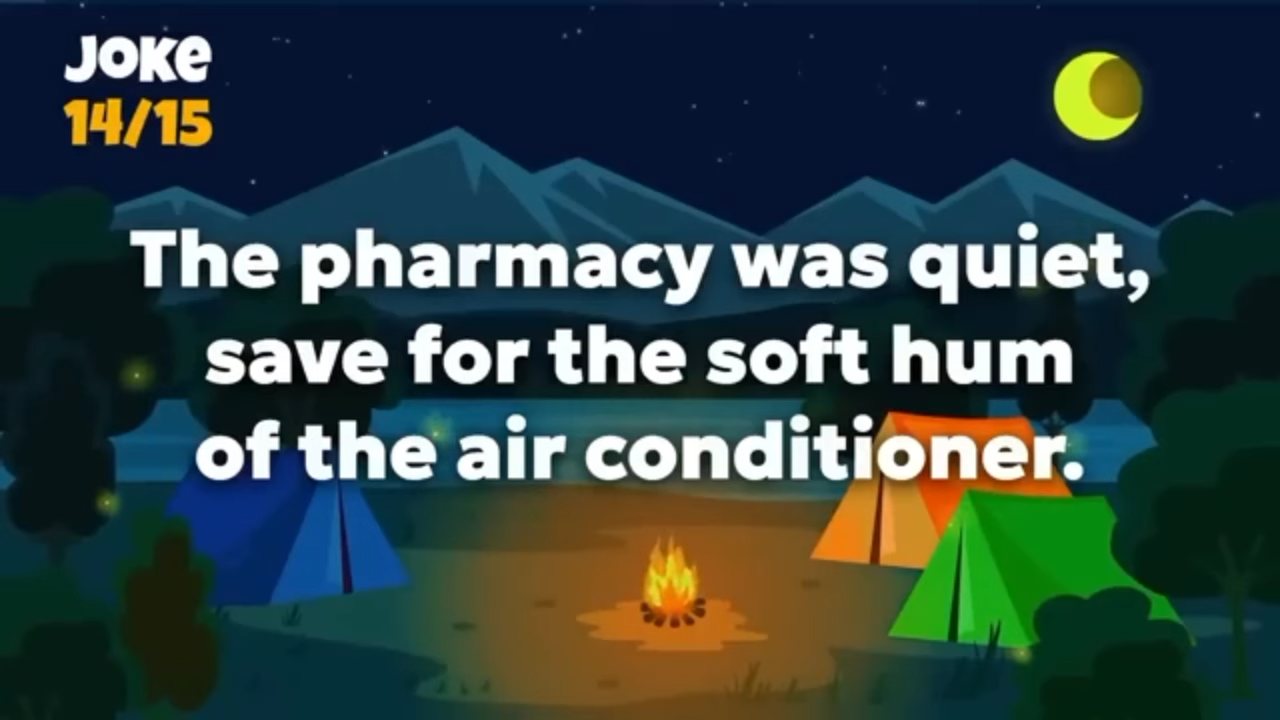 JOKE
14/15
The pharmacy was quiet,
save for the soft hum
of the air conditioner.